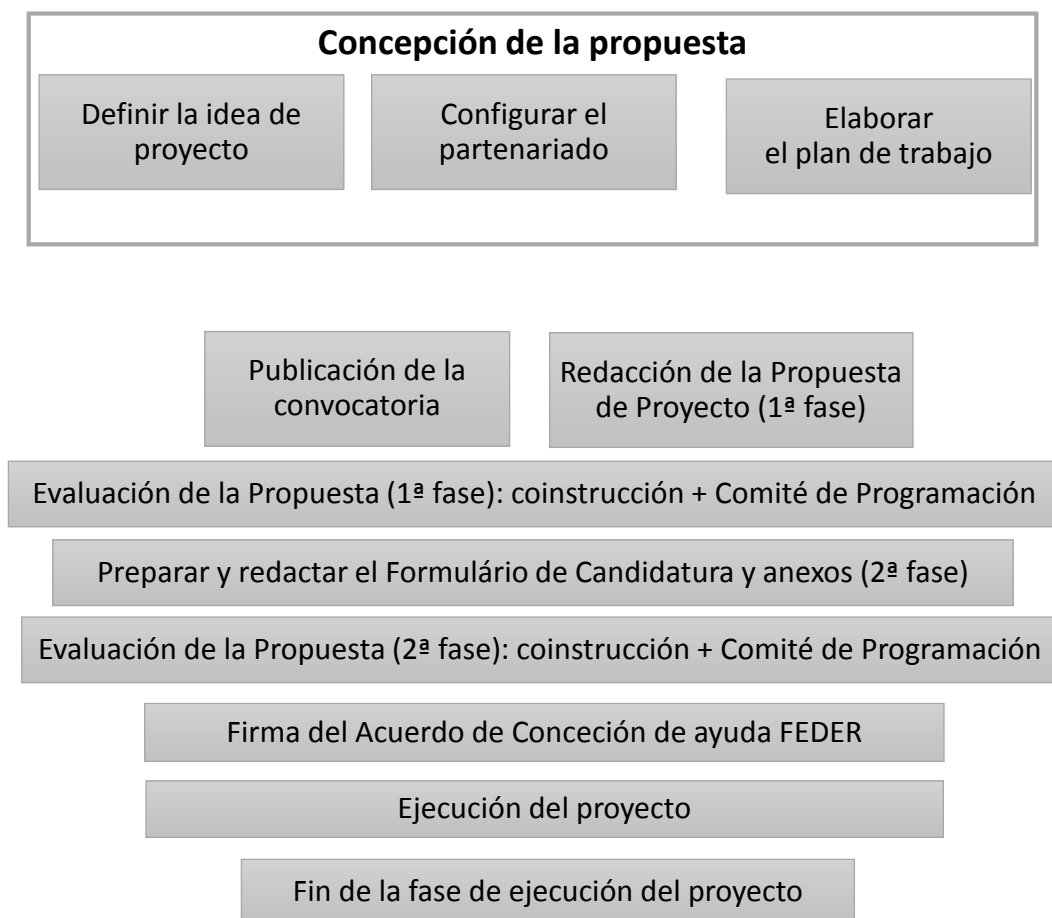 Concepción de la propuesta
Definir la idea de
proyecto
Configurar el
partenariado
Elaborar
el plan de trabajo
Publicación de la
convocatoria
Redacción de la Propuesta
de Proyecto (1ª fase)
Evaluación de la Propuesta (1ª fase): coinstrucción + Comité de Programación
Preparar y redactar el Formulário de Candidatura y anexos (2ª fase)
Evaluación de la Propuesta (2ª fase): coinstrucción + Comité de Programación
Firma del Acuerdo de Conceción de ayuda FEDER
Ejecución del proyecto
Fin de la fase de ejecución del proyecto